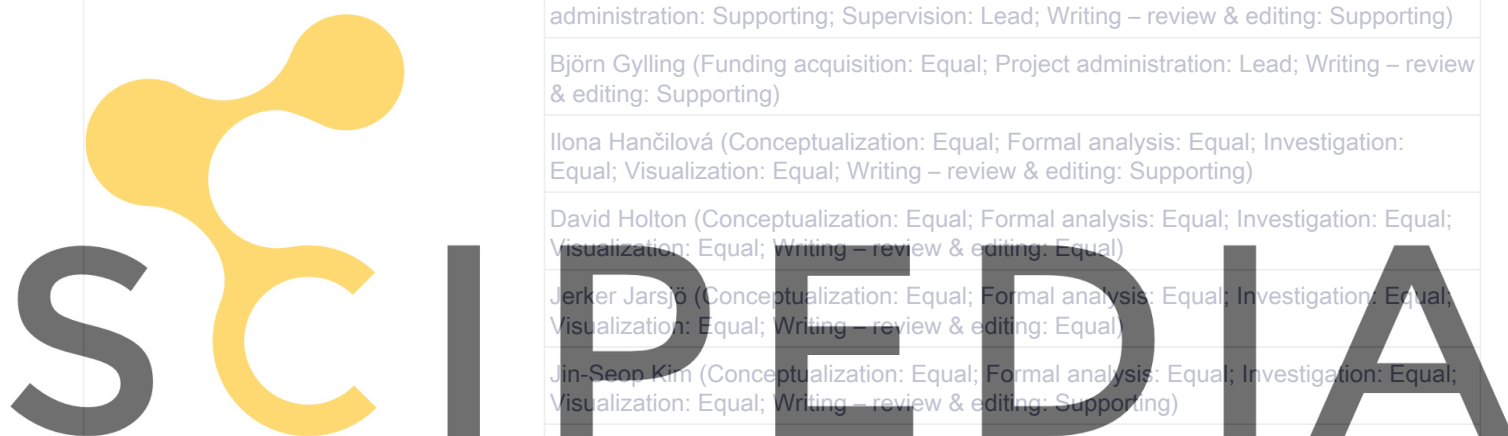 administration: Supporting; Supervision: Lead; Writing – review & editing: Supporting)
Björn Gylling (Funding acquisition: Equal; Project administration: Lead; Writing – review
& editing: Supporting)
Ilona Hančilová (Conceptualization: Equal; Formal analysis: Equal; Investigation:
Equal; Visualization: Equal; Writing – review & editing: Supporting)
David Holton (Conceptualization: Equal; Formal analysis: Equal; Investigation: Equal;
Visualization: Equal; Writing – review & editing: Equal)
Jerker Jarsjö (Conceptualization: Equal; Formal analysis: Equal; Investigation: Equal;
Visualization: Equal; Writing – review & editing: Equal)
Jin-Seop Kim (Conceptualization: Equal; Formal analysis: Equal; Investigation: Equal;
Visualization: Equal; Writing – review & editing: Supporting)
SCIPEDIA